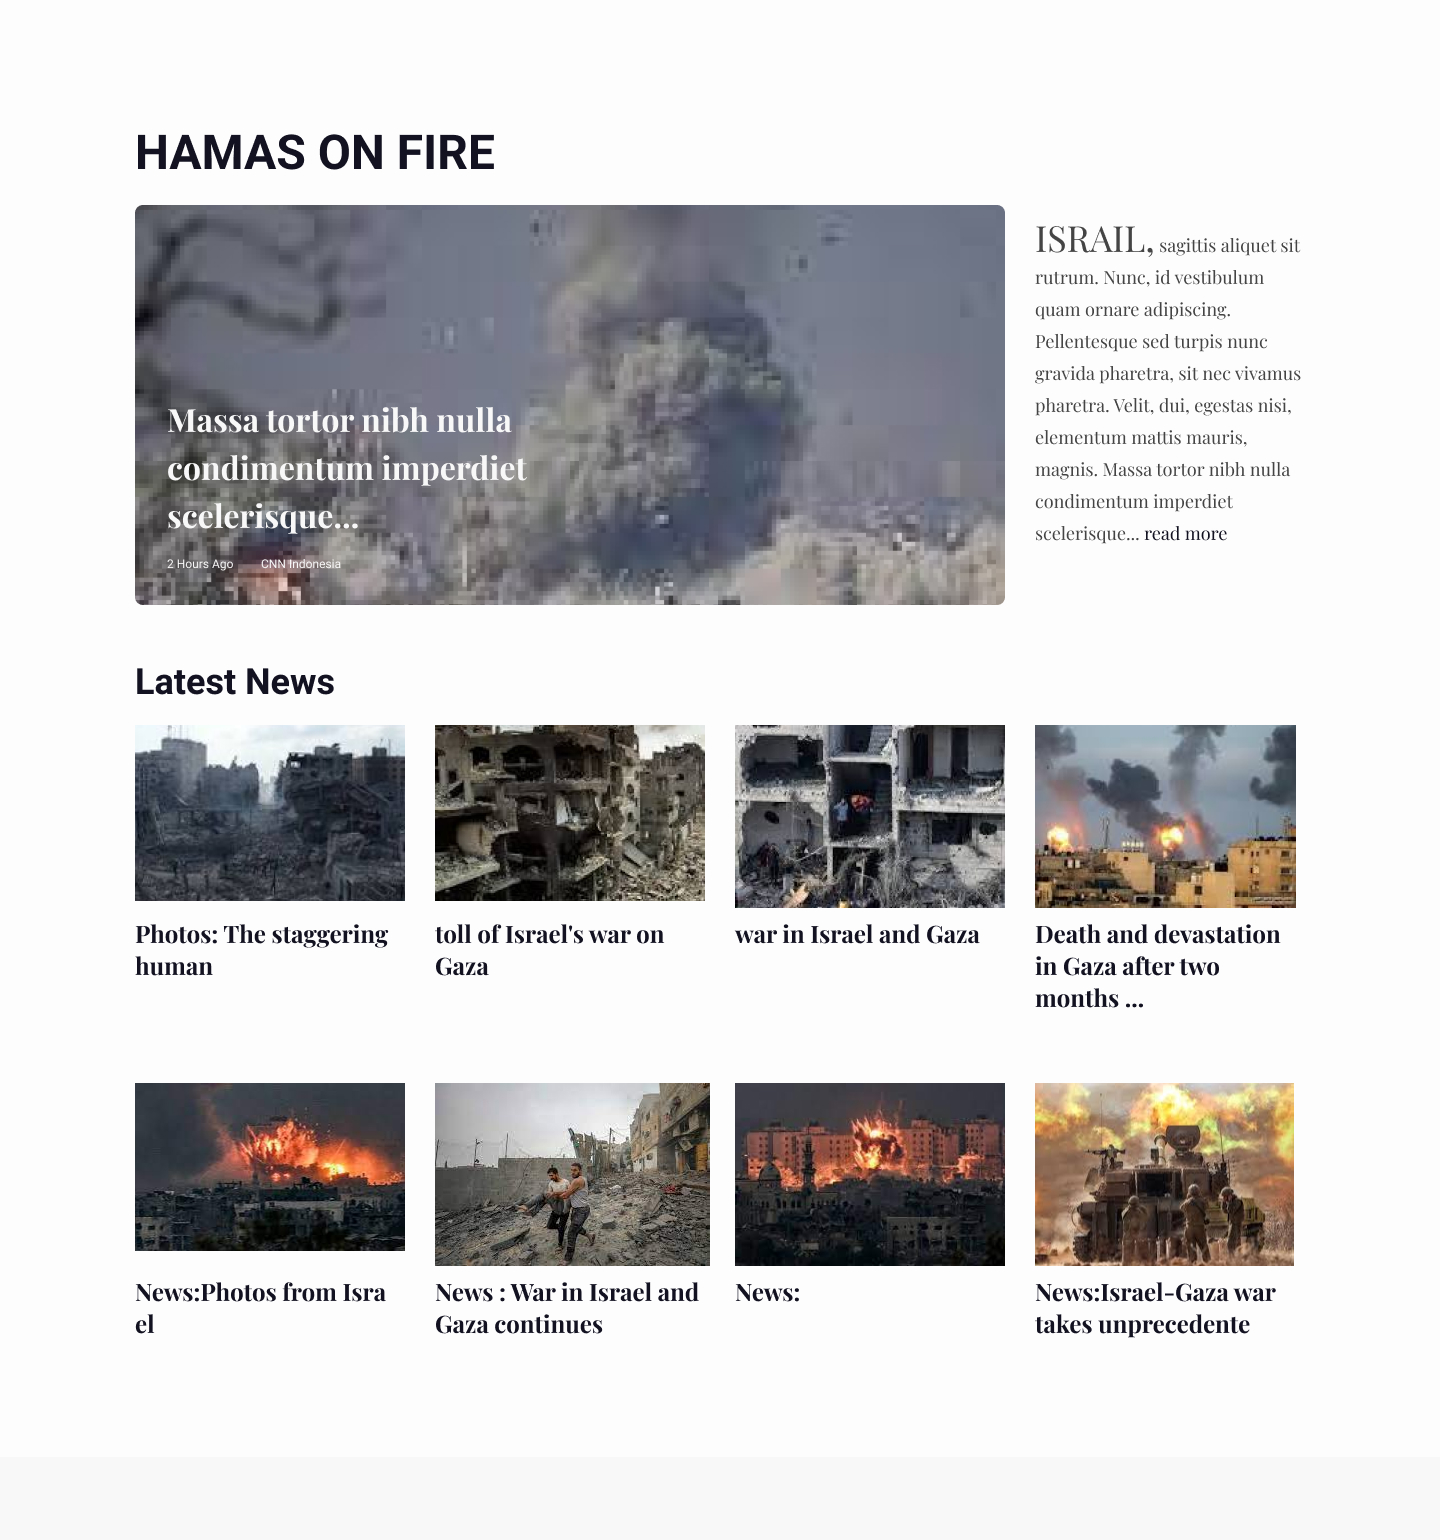 HAMAS ON FIRE
Massa tortor nibh nulla
condimentum imperdiet
scelerisque...
2 Hours Ago CNN Indonesia
ISRAIL, sagittis aliquet sit
rutrum. Nunc, id vestibulum
quam ornare adipiscing.
Pellentesque sed turpis nunc
gravida pharetra, sit nec vivamus
pharetra. Velit, dui, egestas nisi,
elementum mattis mauris,
magnis. Massa tortor nibh nulla
condimentum imperdiet
scelerisque... read more
Latest News
Photos: The staggering
human
toll of Israel's war on
Gaza
war in Israel and Gaza
Death and devastation
in Gaza after two
months ...
News:Photos from Isra
el
News : War in Israel and
Gaza continues
News:
News:Israel-Gaza war
takes unprecedente